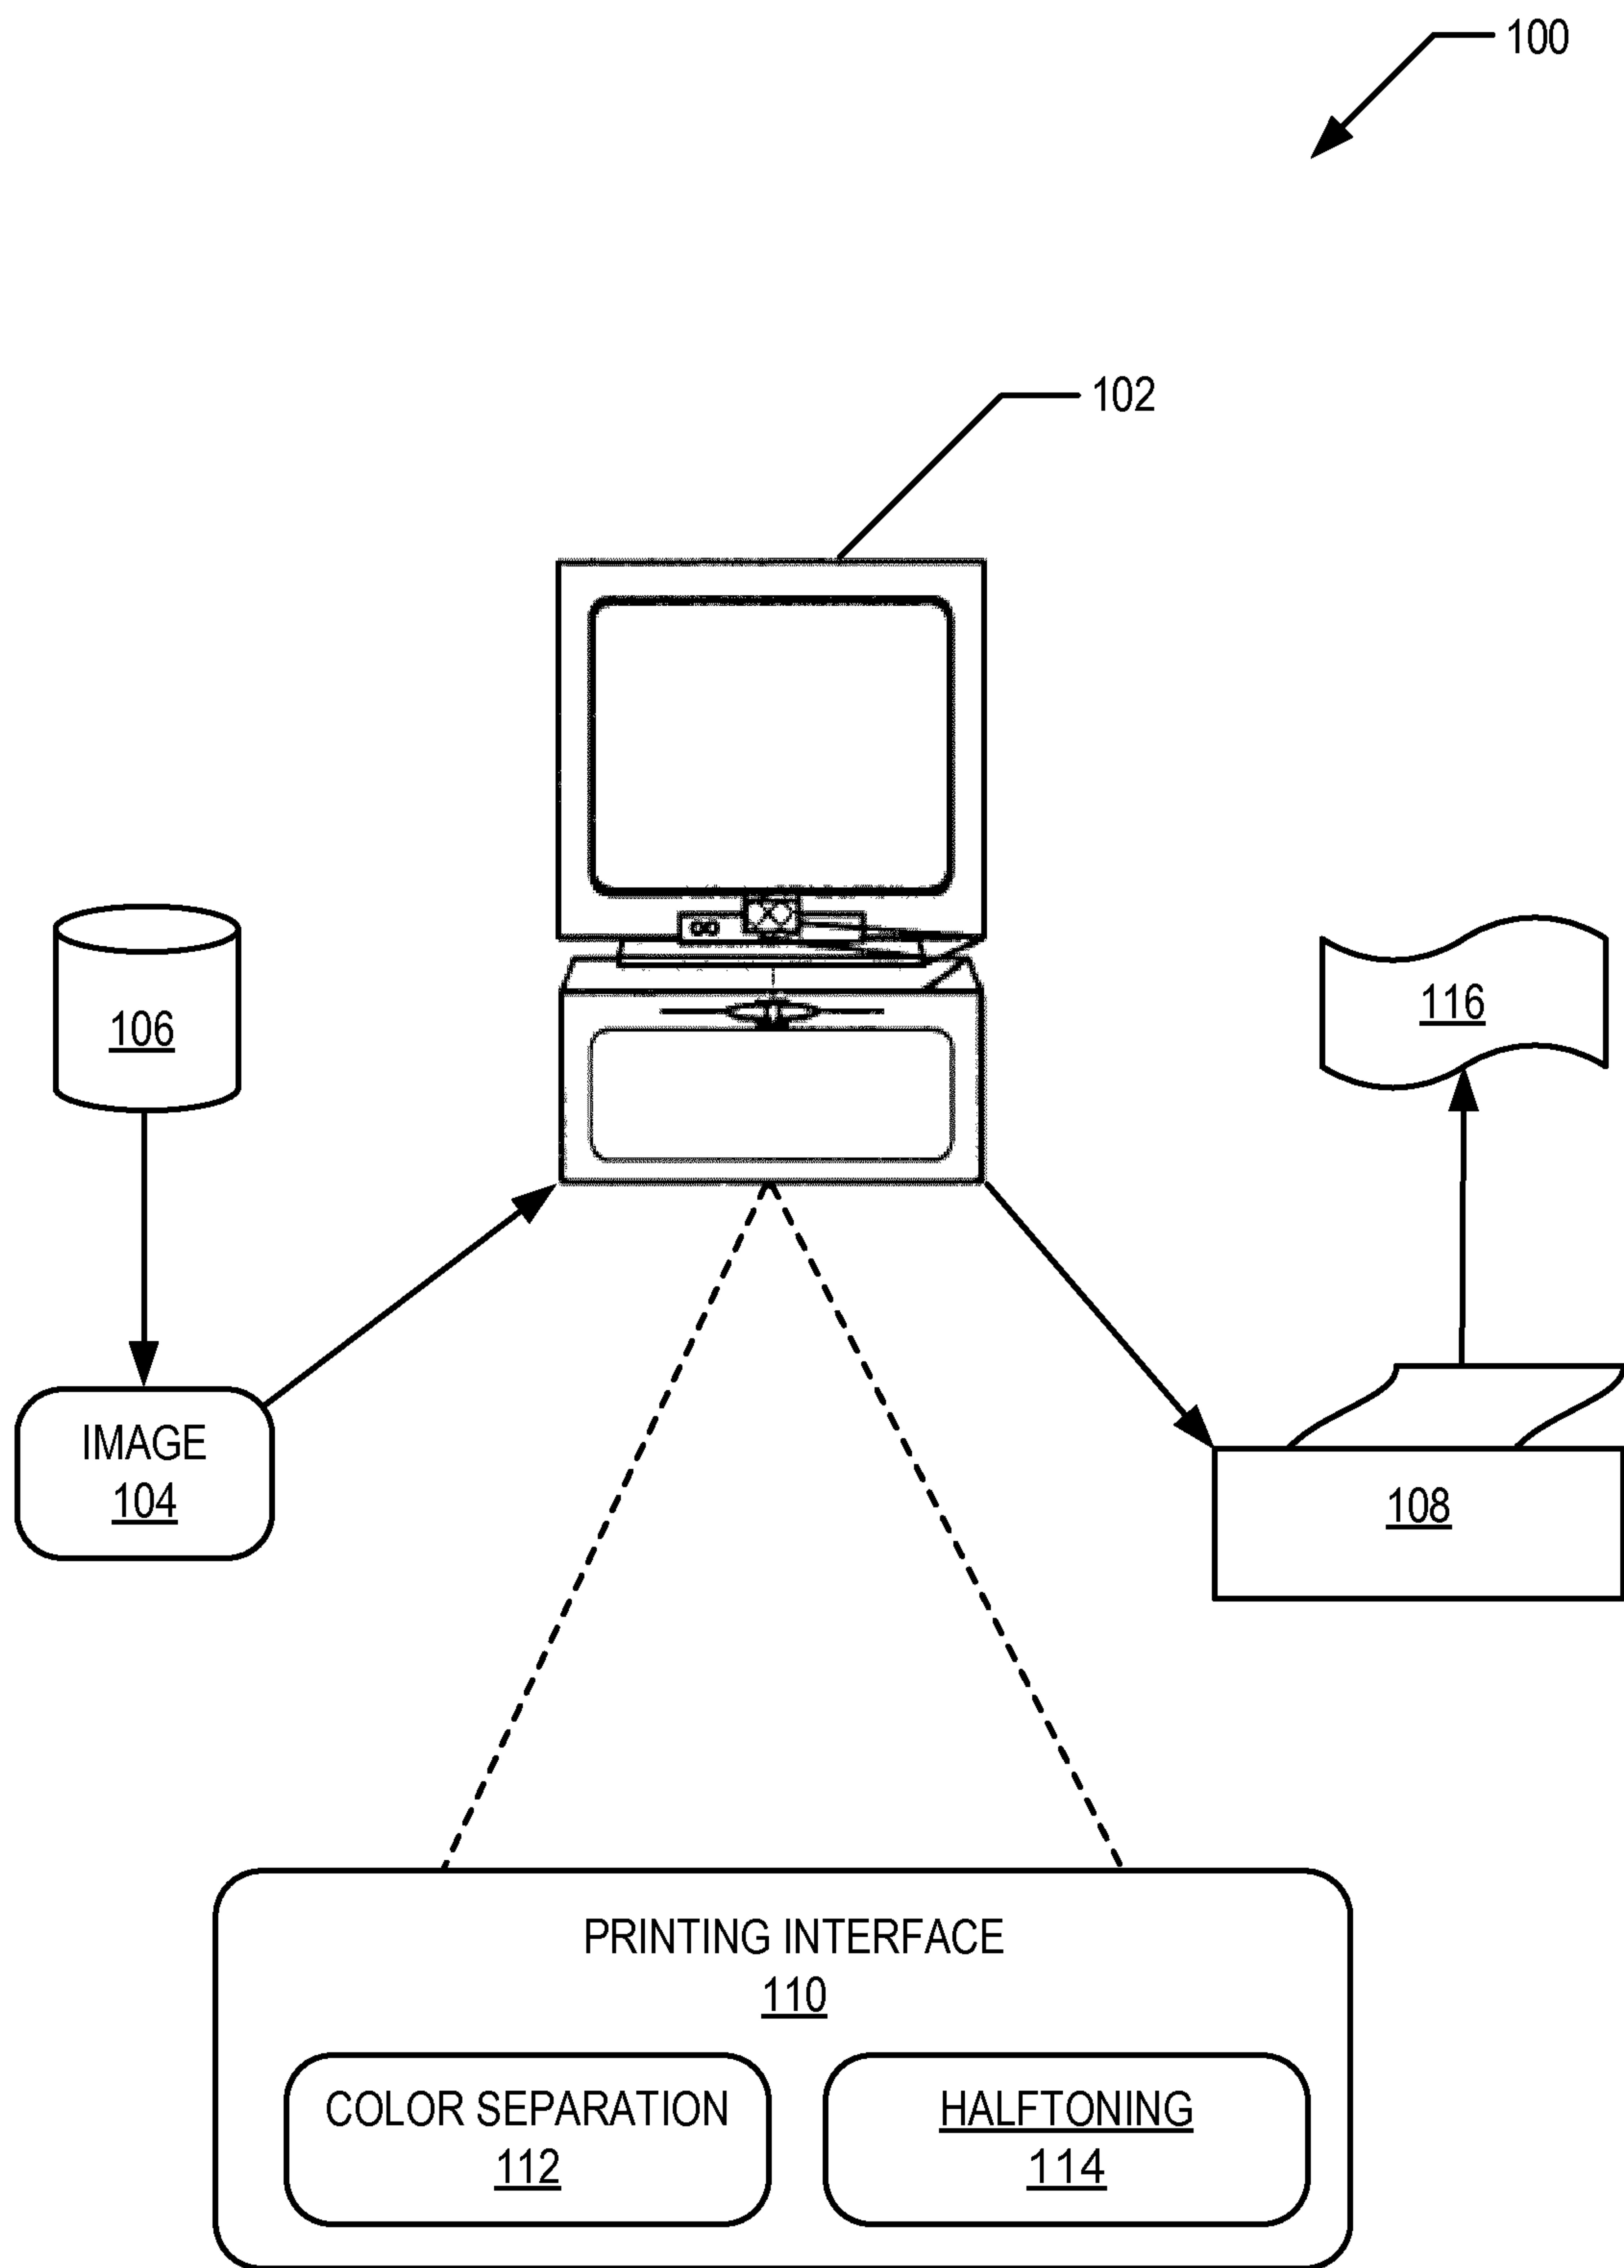 100
102
106
116
IMAGE
104
108
PRINTING INTERFACE
110
COLOR SEPARATION
112
HALFTONING
114